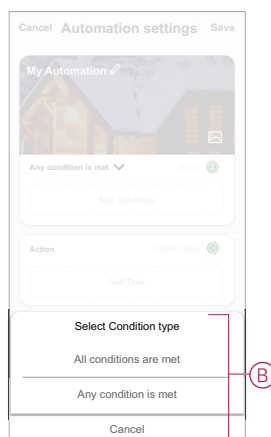 Cancel Automation settings Save
My Automation
Any condition is met
Add Condition
Action
Add Task
Select Condition type
All conditions are met
Any condition is met
Cancel
B